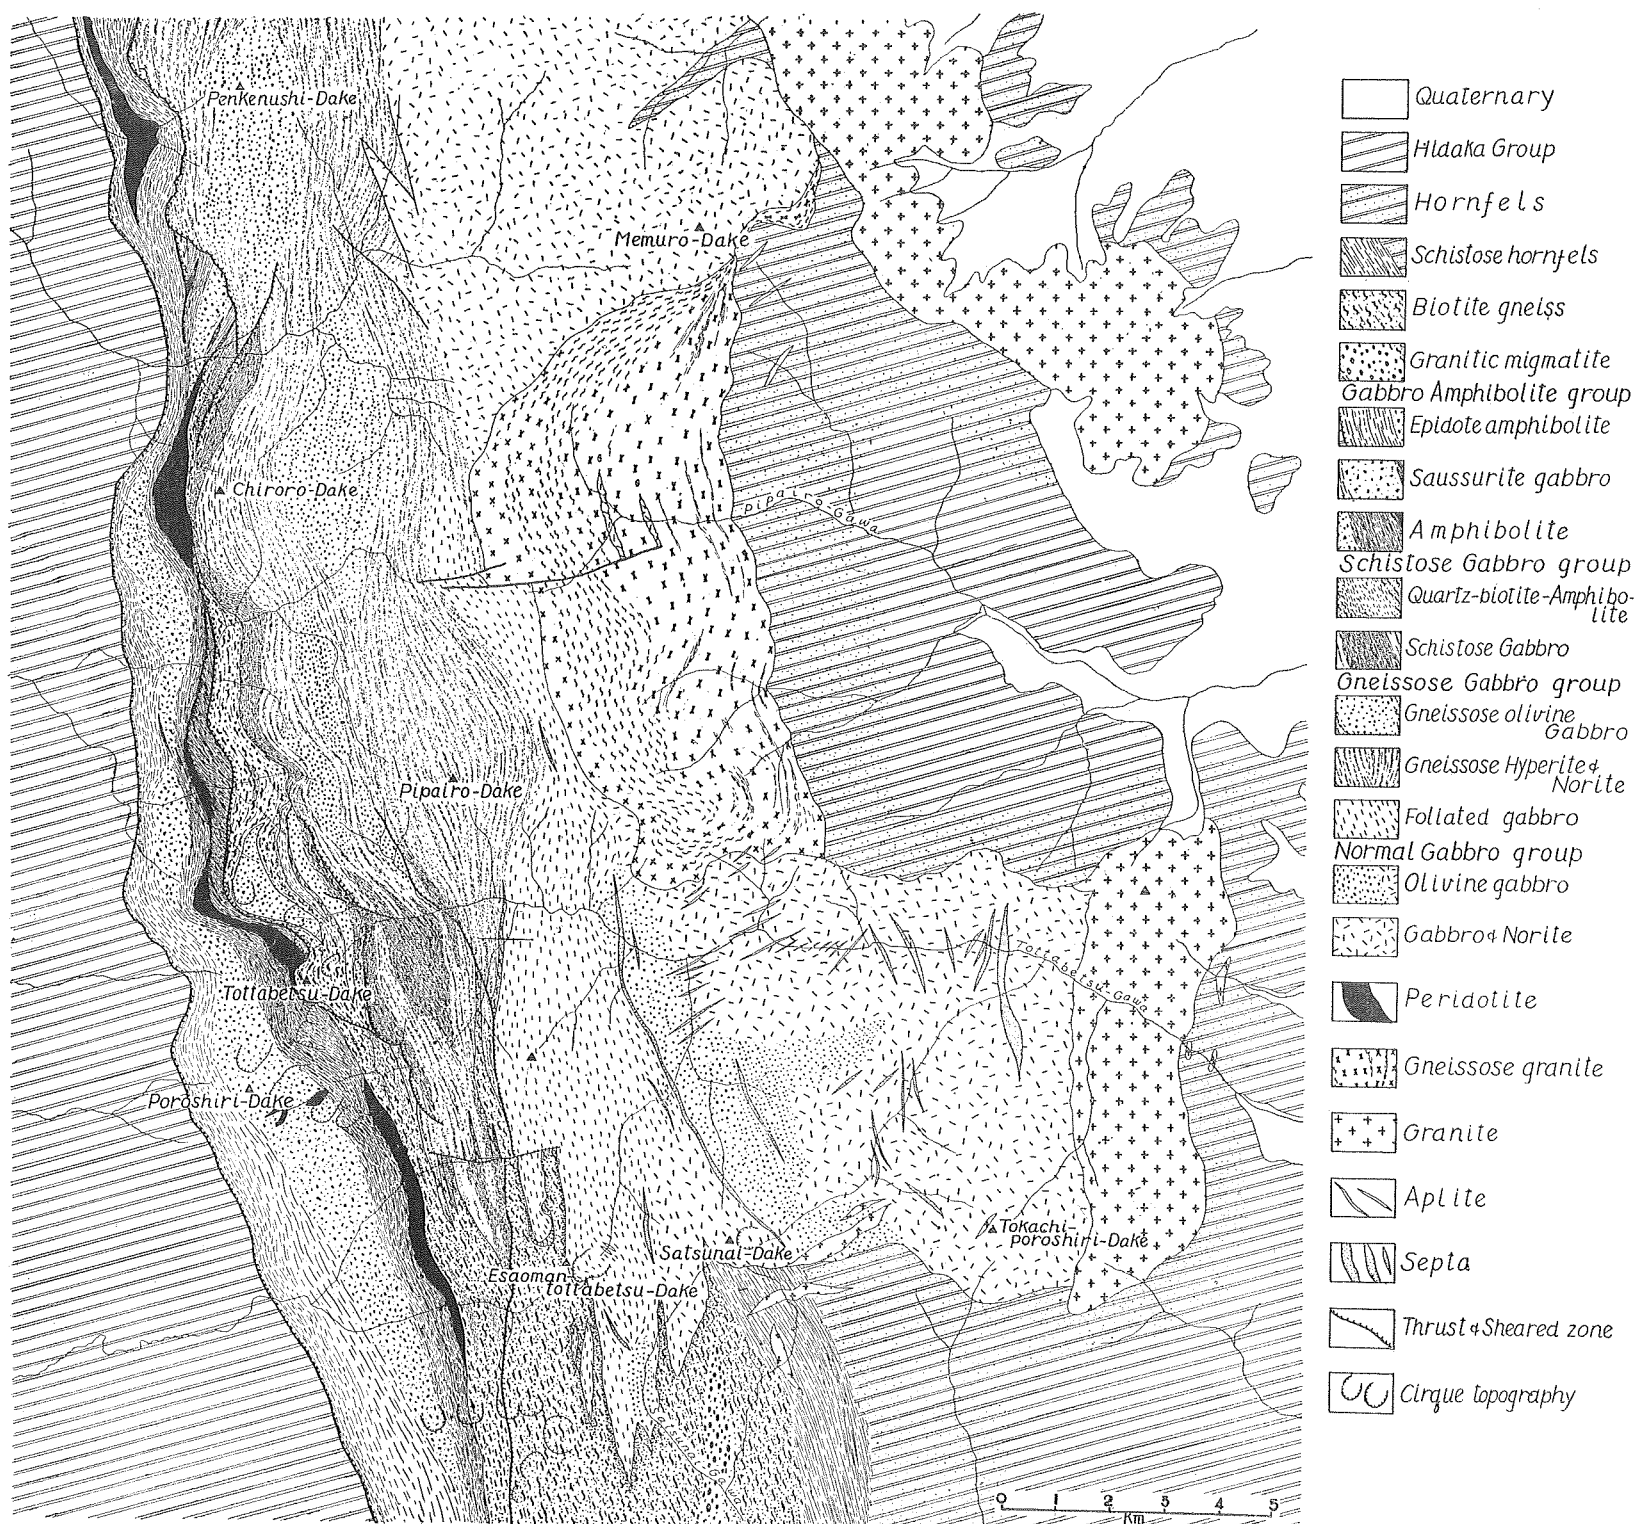 Penkenushi-Dake
Memuro-Dake
Chiroro-Dake
Pipairo-Gawa
Pipairo-Dake
Tottabetsu-Gawa
Tottabetsu-Dake
Poroshiri-Dake
Tokachi-
poroshiri-Dake
Satsunai-Dake
Esaoman-
tottabetsu-Dake
0 1 2 3 4 5
Km
Quaternary
Hidaka Group
Hornfels
Schistose hornfels
Biotite gneiss
Granitic migmatite
Gabbro Amphibolite group
Epidote amphibolite
Saussurite gabbro
Amphibolite
Schistose Gabbro group
Quartz-biotite-Amphibo-
lite
Schistose Gabbro
Gneissose Gabbro group
Gneissose olivine
Gabbro
Gneissose Hyperite &
Norite
Foliated gabbro
Normal Gabbro group
Olivine gabbro
Gabbro & Norite
Peridotite
Gneissose granite
Granite
Aplite
Septa
Thrust & Sheared zone
Cirque topography